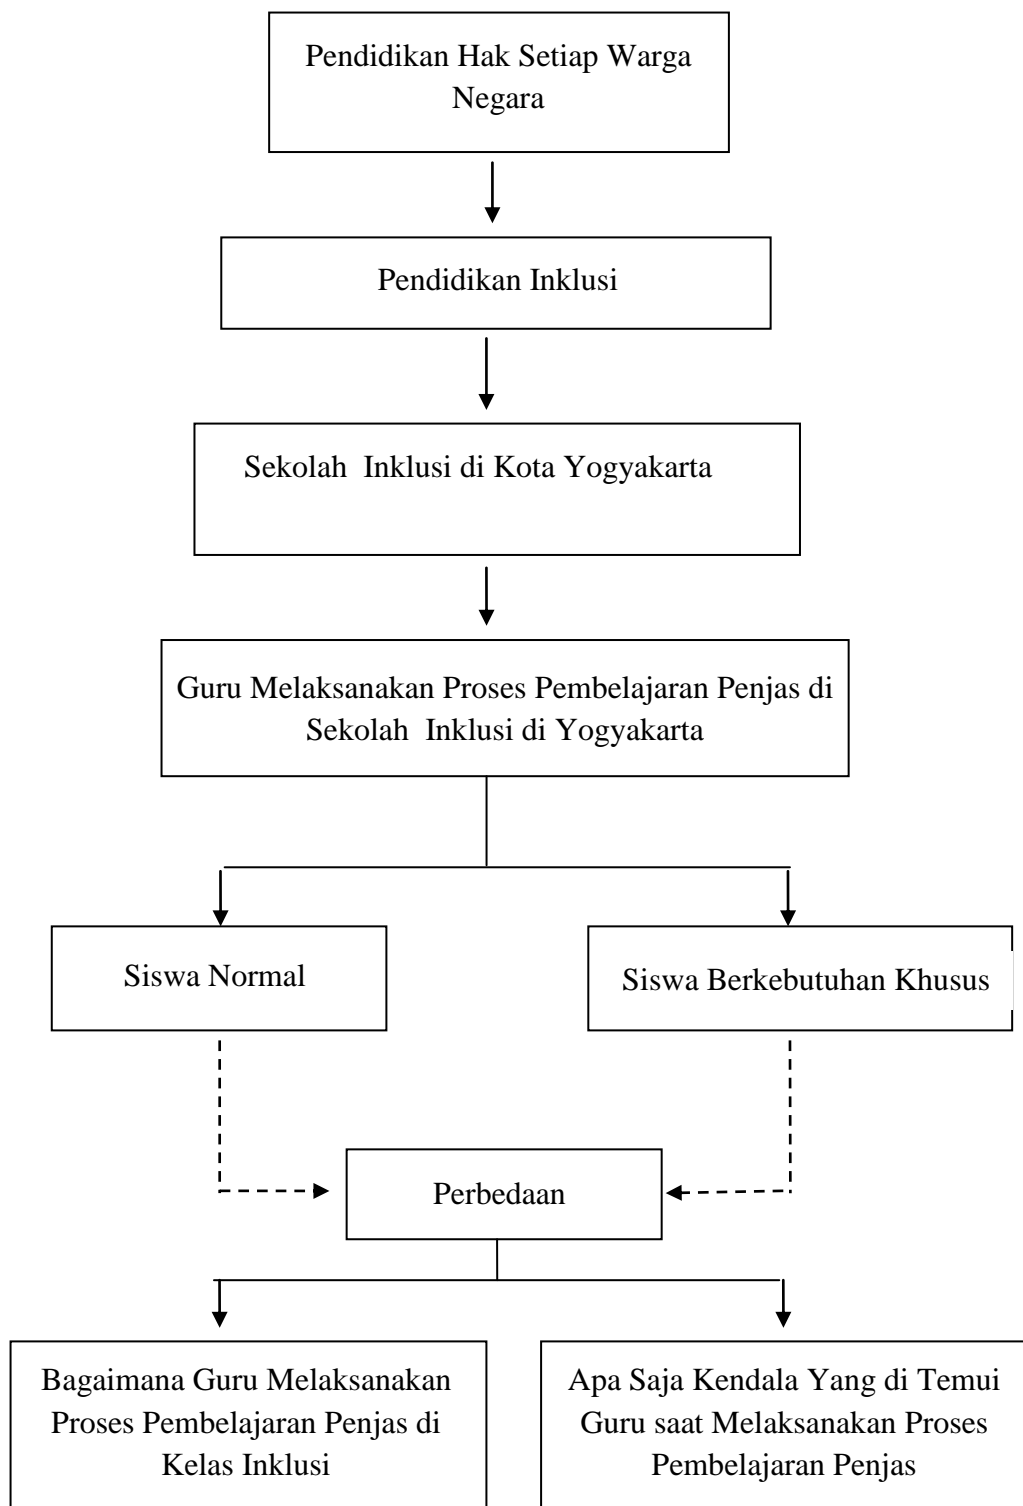 Pendidikan Hak Setiap Warga
Negara
Pendidikan Inklusi
Sekolah  Inklusi di Kota Yogyakarta
Guru Melaksanakan Proses Pembelajaran Penjas di
Sekolah  Inklusi di Yogyakarta
Siswa Normal
Siswa Berkebutuhan Khusus
Perbedaan
Bagaimana Guru Melaksanakan
Proses Pembelajaran Penjas di
Kelas Inklusi
Apa Saja Kendala Yang di Temui
Guru saat Melaksanakan Proses
Pembelajaran Penjas